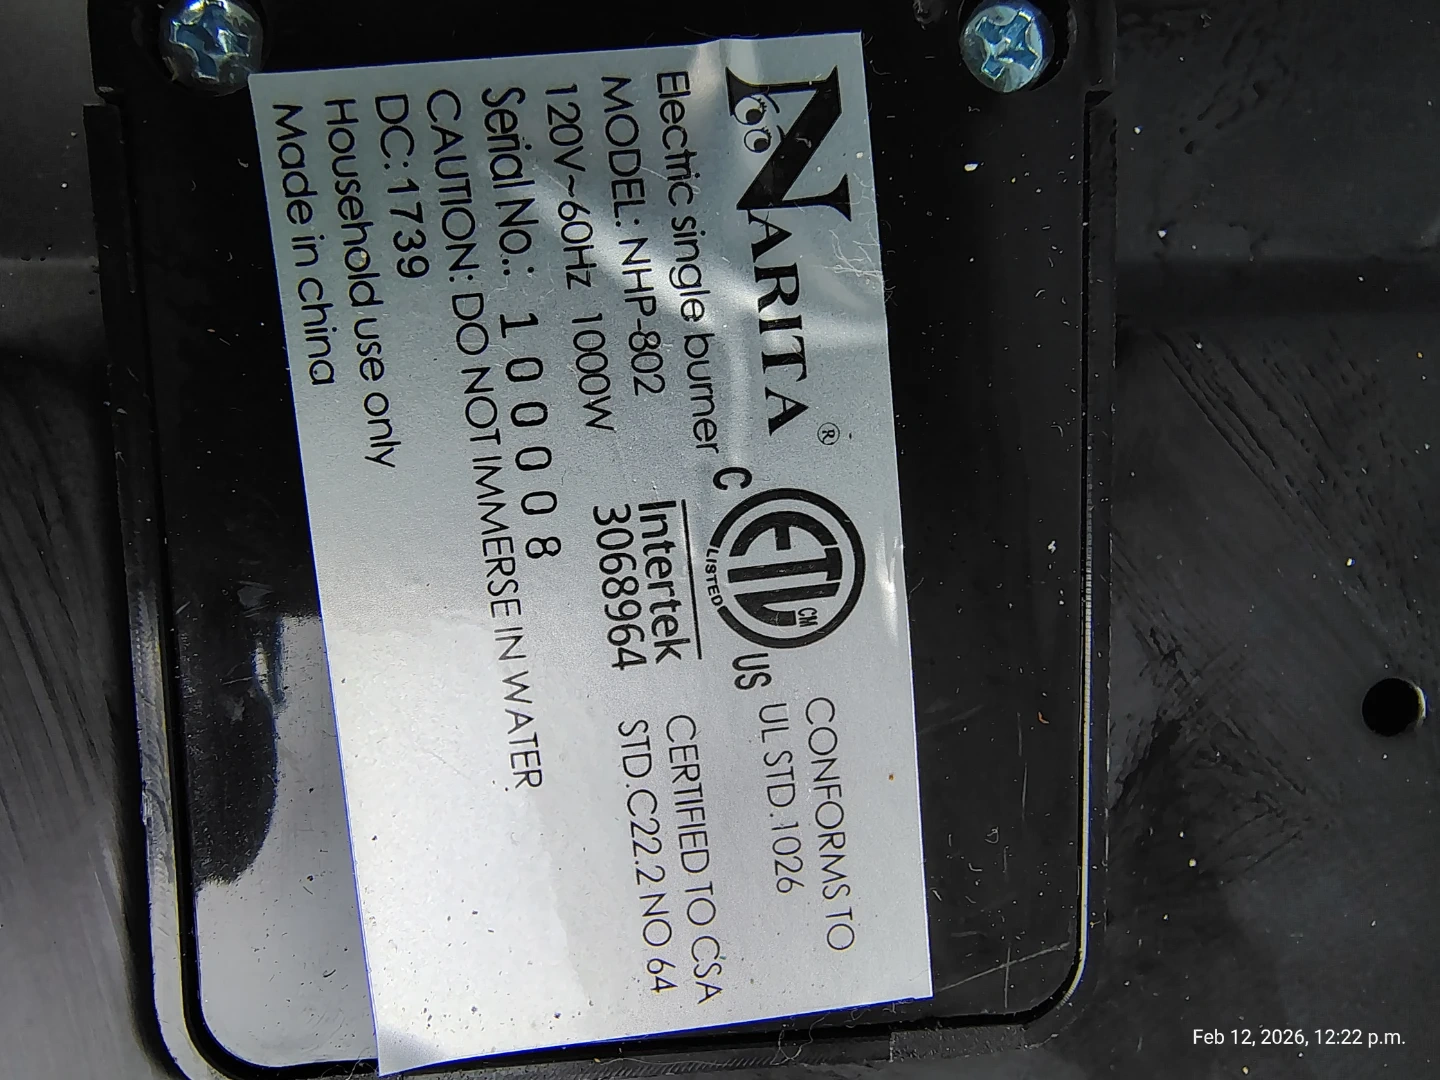 NARITA ®
Electric single burner
MODEL: NHP-802
120V~60Hz 1000W
Serial No.: 100008
CAUTION: DO NOT IMMERSE IN WATER
DC:1739
Household use only
Made in china
C ETL CM US
LISTED
Intertek
3068964
CONFORMS TO
UL STD.1026
CERTIFIED TO CSA
STD.C22.2 NO 64
Feb 12, 2026, 12:22 p.m.